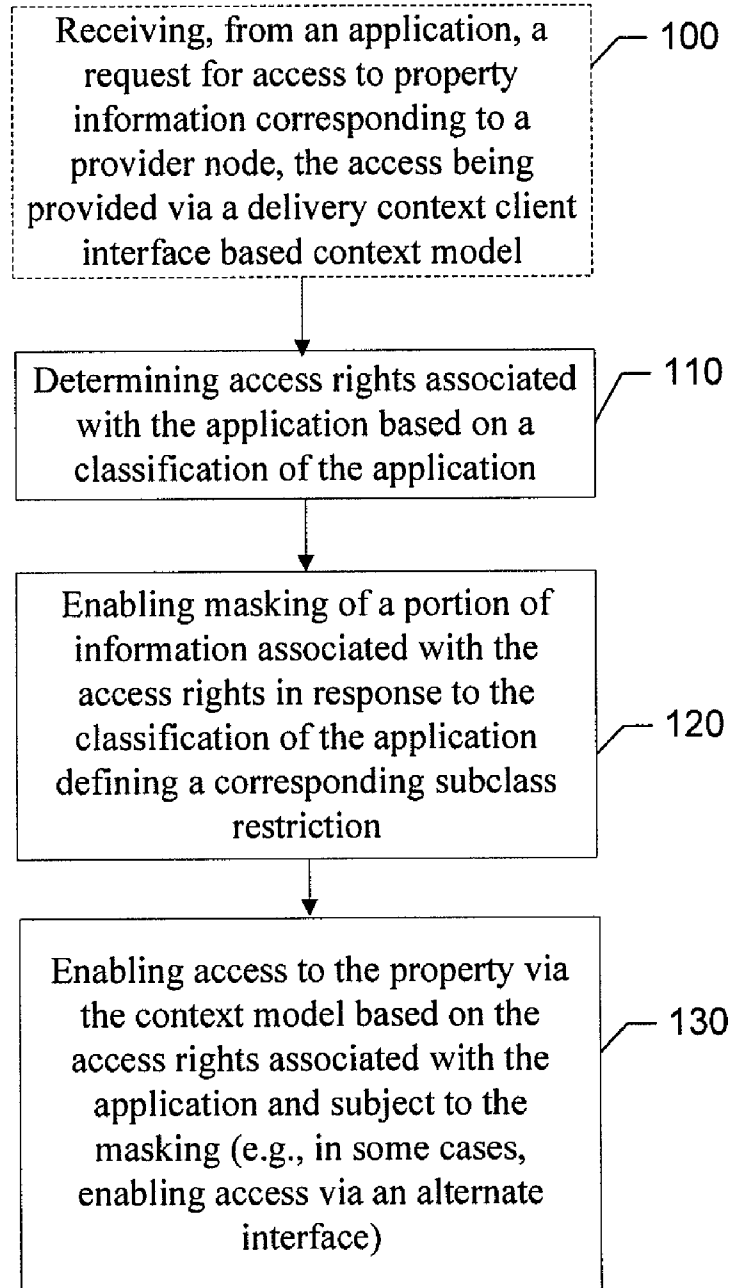 Receiving, from an application, a
request for access to property
information corresponding to a
provider node, the access being
provided via a delivery context client
interface based context model
100
Determining access rights associated
with the application based on a
classification of the application
110
Enabling masking of a portion of
information associated with the
access rights in response to the
classification of the application
defining a corresponding subclass
restriction
120
Enabling access to the property via
the context model based on the
access rights associated with the
application and subject to the
masking (e.g., in some cases,
enabling access via an alternate
interface)
130